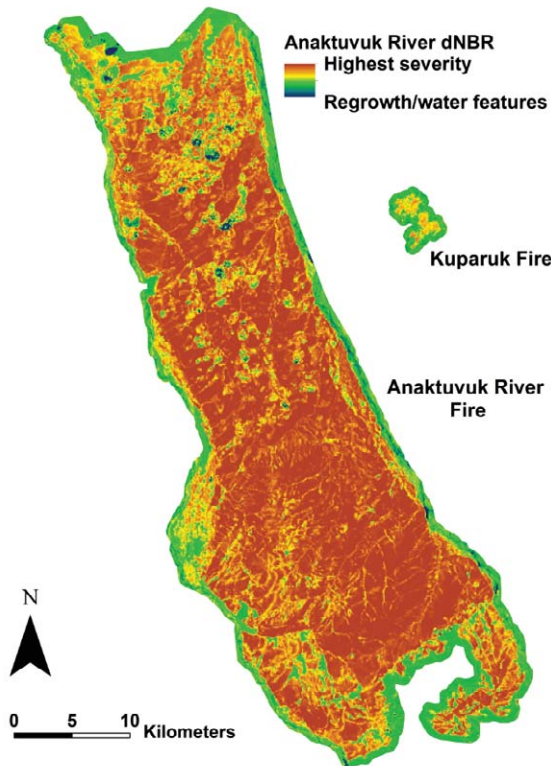 Anaktuvuk River dNBR
Highest severity
Regrowth/water features
Kuparuk Fire
Anaktuvuk River
Fire
N
0 5 10
Kilometers